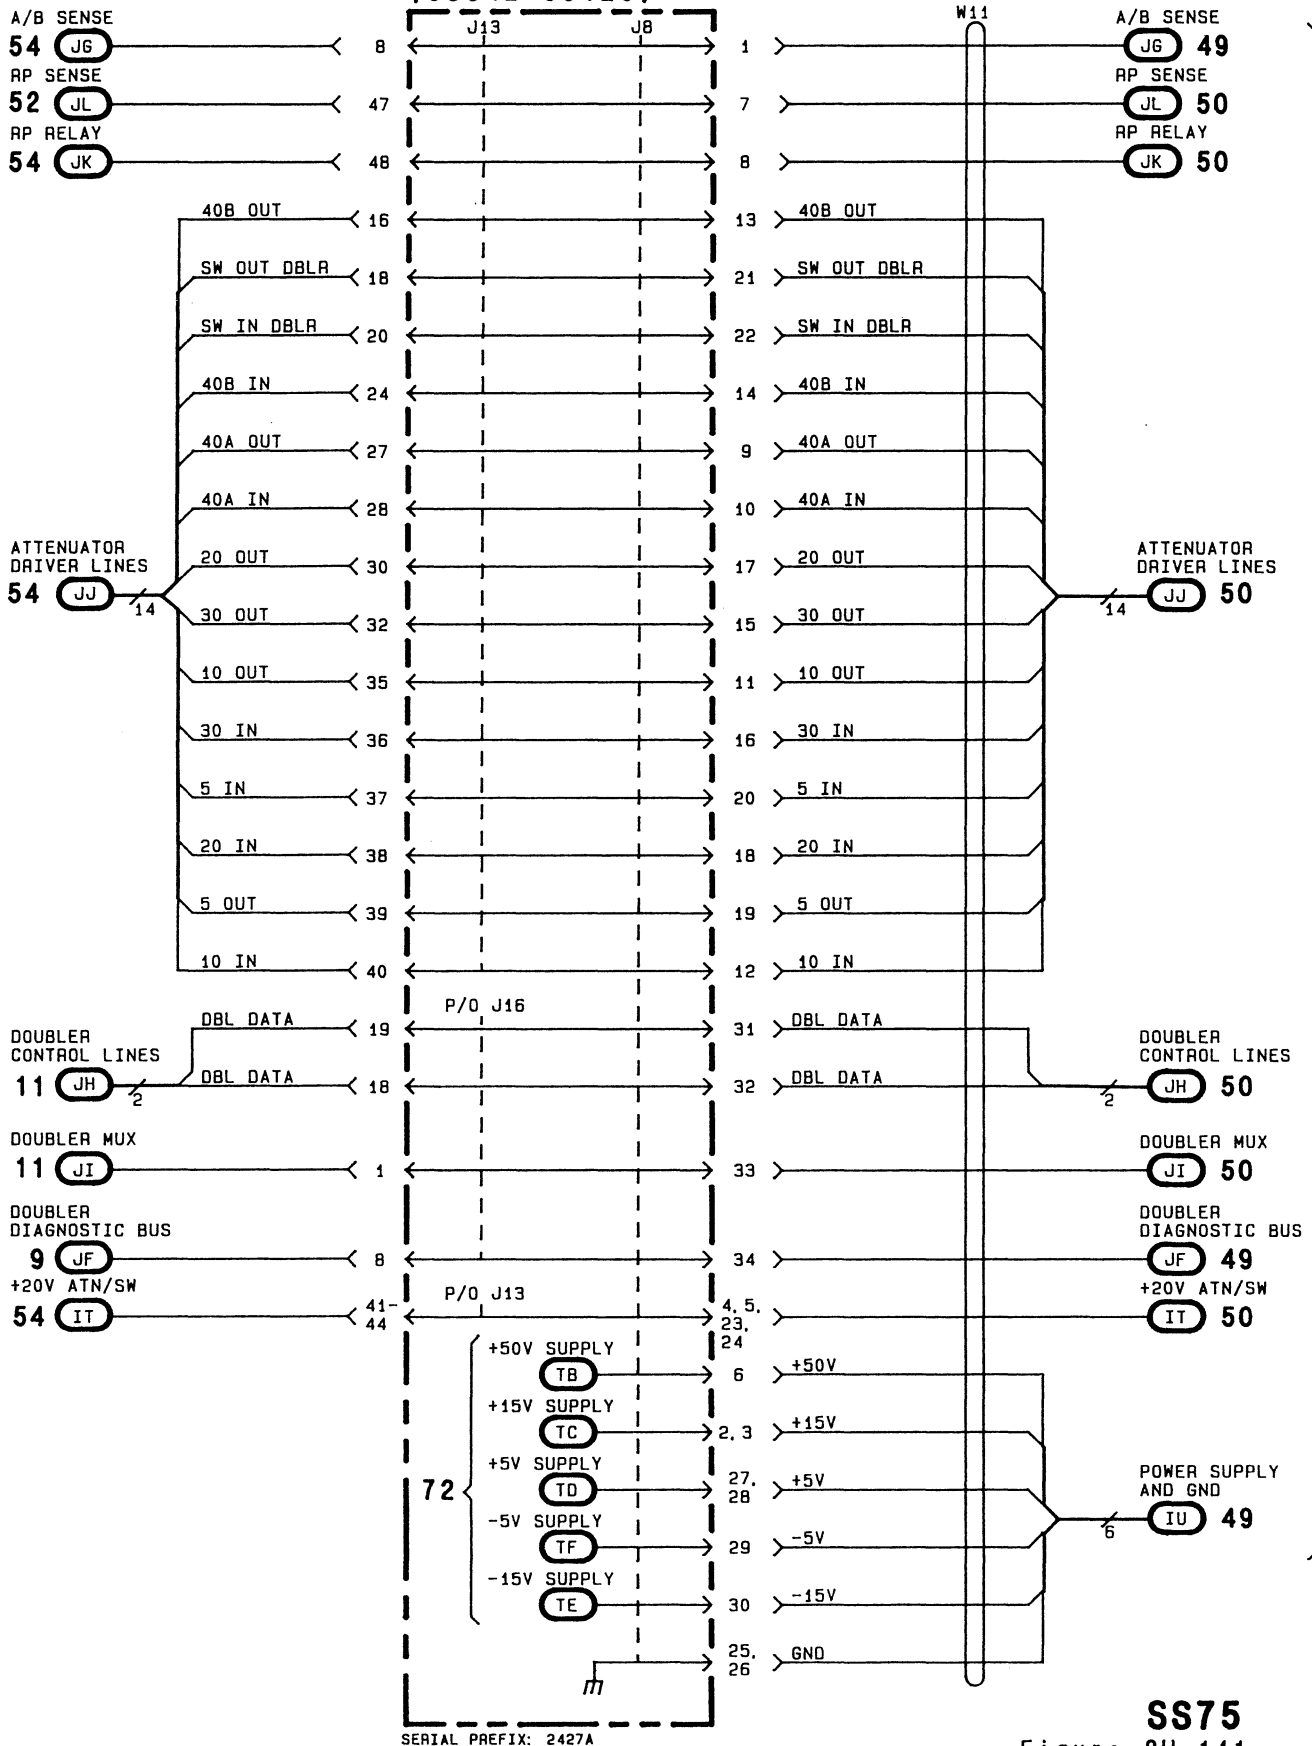 J13 J8 W11
A/B SENSE
54 JG 8 1 A/B SENSE
JG 49
RP SENSE
52 JL 47 7 RP SENSE
JL 50
RP RELAY
54 JK 48 8 RP RELAY
JK 50
40B OUT 16 13 40B OUT
SW OUT DBLR 18 21 SW OUT DBLR
SW IN DBLR 20 22 SW IN DBLR
40B IN 24 14 40B IN
40A OUT 27 9 40A OUT
40A IN 28 10 40A IN
20 OUT 30 17 20 OUT
ATTENUATOR
DRIVER LINES
54 JJ 14
ATTENUATOR
DRIVER LINES
14 JJ 50
30 OUT 32 15 30 OUT
10 OUT 35 11 10 OUT
30 IN 36 16 30 IN
5 IN 37 20 5 IN
20 IN 38 18 20 IN
5 OUT 39 19 5 OUT
10 IN 40 12 10 IN
P/O J16
DBL DATA 19 31 DBL DATA
DOUBLER
CONTROL LINES
11 JH 2
DBL DATA 18 32 DBL DATA
DOUBLER
CONTROL LINES
2 JH 50
DOUBLER MUX
11 JI 1 33 DOUBLER MUX
JI 50
DOUBLER
DIAGNOSTIC BUS
9 JF 8 34 DOUBLER
DIAGNOSTIC BUS
JF 49
+20V ATN/SW
P/O J13
54 IT 41-
44 4, 5,
23,
24
+20V ATN/SW
IT 50
72
+50V SUPPLY
TB 6 +50V
+15V SUPPLY
TC 2, 3 +15V
+5V SUPPLY
TD 27,
28 +5V
POWER SUPPLY
AND GND
6 IU 49
-5V SUPPLY
TF 29 -5V
-15V SUPPLY
TE 30 -15V
25,
26 GND
SERIAL PREFIX: 2427A
SS75